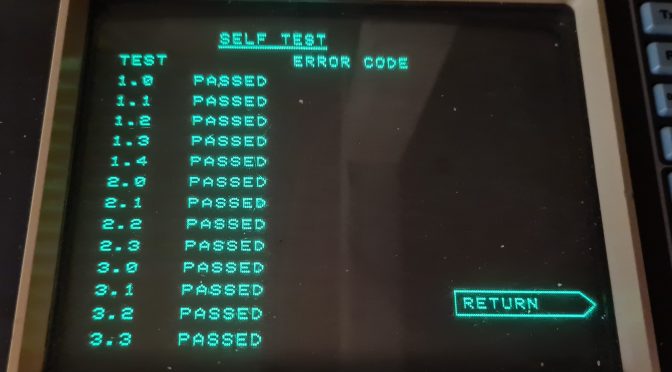 SELF TEST
TEST ERROR CODE
1.0 PASSED
1.1 PASSED
1.2 PASSED
1.3 PASSED
1.4 PASSED
2.0 PASSED
2.1 PASSED
2.2 PASSED
2.3 PASSED
3.0 PASSED
3.1 PASSED
3.2 PASSED
3.3 PASSED
RETURN